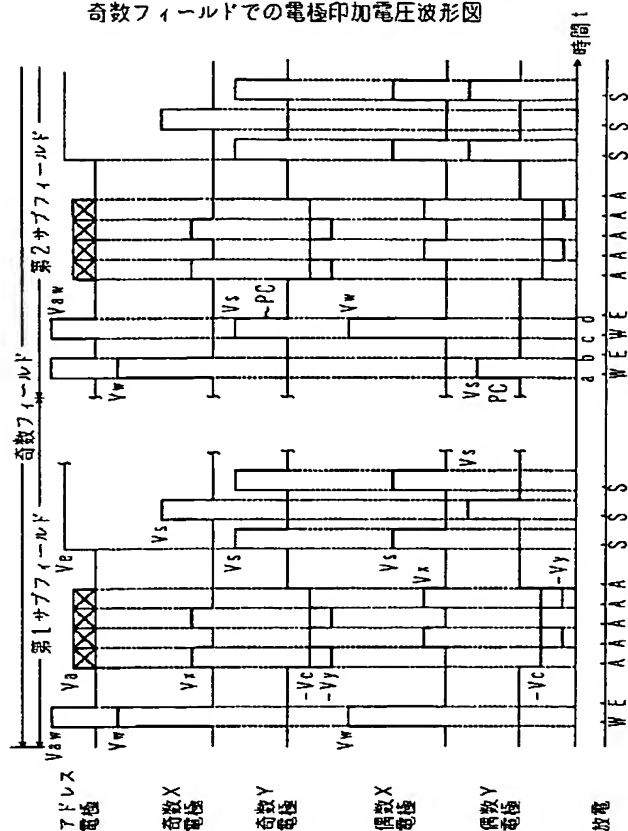 奇数フィールドでの電極印加電圧波形図
奇数フィールド
第1サブフィールド
第2サブフィールド
アドレス
電極
Vaw
Va
Ve
Vaw
奇数X
電極
Vw
Vx
Vs
Vw
奇数Y
電極
-Vc
-Vy
Vs
Vs
~PC
偶数X
電極
Vw
Vs
Vx
Vw
偶数Y
電極
-Vc
-Vy
Vs
Vs
PC
時間 t
a b c d
放電
W E A A A A A S S S W E W E A A A A A S S S